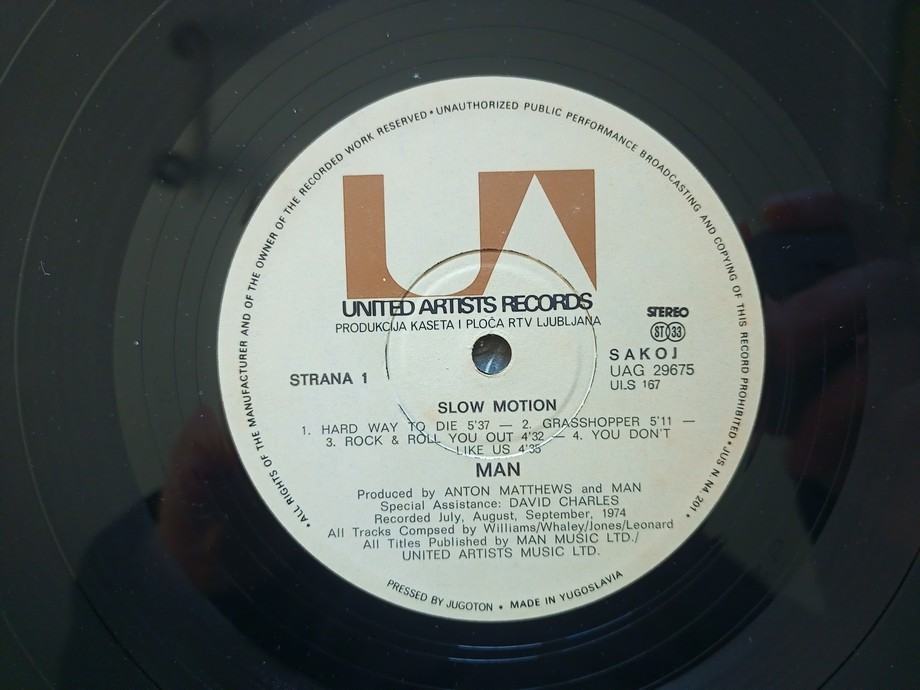 • ALL RIGHTS OF THE MANUFACTURER AND OF THE OWNER OF THE RECORDED WORK RESERVED • UNAUTHORIZED PUBLIC PERFORMANCE BROADCASTING AND COPYING OF THIS RECORD PROHIBITED • JUS N N4. 201 •
UA
UNITED ARTISTS RECORDS
PRODUKCIJA KASETA I PLOČA RTV LJUBLJANA
STEREO
ST 33
SAKOJ
UAG 29675
ULS 167
STRANA 1
SLOW MOTION
1. HARD WAY TO DIE 5'37 — 2. GRASSHOPPER 5'11 —
3. ROCK & ROLL YOU OUT 4'32 — 4. YOU DON'T
LIKE US 4'35
MAN
Produced by ANTON MATTHEWS and MAN
Special Assistance: DAVID CHARLES
Recorded July, August, September, 1974
All Tracks Compsed by Williams/Whaley/Jones/Leonard
All Titles Published by MAN MUSIC LTD./
UNITED ARTISTS MUSIC LTD.
PRESSED BY JUGOTON • MADE IN YUGOSLAVIA